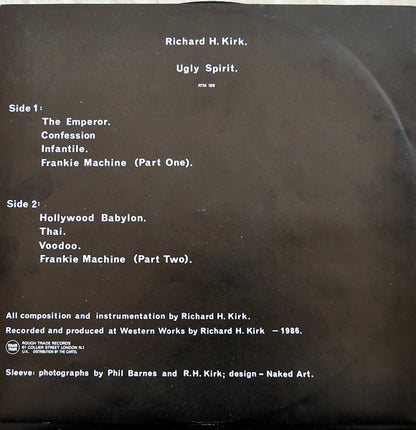 Richard H. Kirk.
Ugly Spirit.
RTM 189
Side 1:
The Emperor.
Confession
Infantile.
Frankie Machine (Part One).
Side 2:
Hollywood Babylon.
Thai.
Voodoo.
Frankie Machine (Part Two).
All composition and instrumentation by Richard H. Kirk.
Recorded and produced at Western Works by Richard H. Kirk – 1986.
ROUGH TRADE RECORDS
61 COLLIER STREET LONDON N.1
U.K. DISTRIBUTION BY THE CARTEL
Sleeve: photographs by Phil Barnes and R.H. Kirk; design – Naked Art.